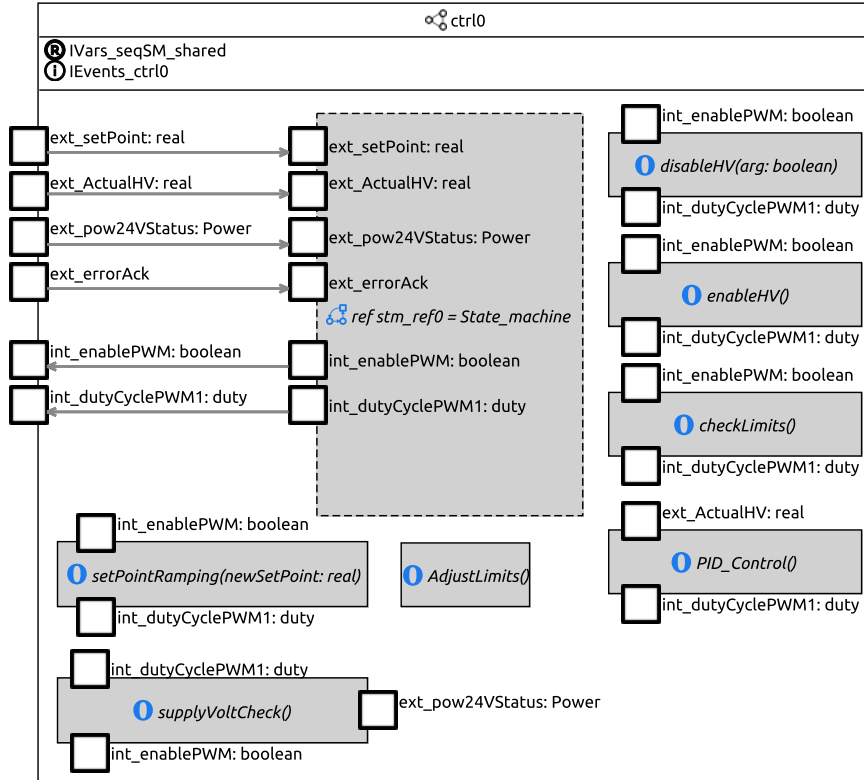 ctrl0
R IVars_seqSM_shared
i IEvents_ctrl0
ext_setPoint: real
ext_ActualHV: real
ext_pow24VStatus: Power
ext_errorAck
int_enablePWM: boolean
int_dutyCyclePWM1: duty
ext_setPoint: real
ext_ActualHV: real
ext_pow24VStatus: Power
ext_errorAck
ref stm_ref0 = State_machine
int_enablePWM: boolean
int_dutyCyclePWM1: duty
int_enablePWM: boolean
O disableHV(arg: boolean)
int_dutyCyclePWM1: duty
int_enablePWM: boolean
O enableHV()
int_dutyCyclePWM1: duty
int_enablePWM: boolean
O checkLimits()
int_dutyCyclePWM1: duty
ext_ActualHV: real
O PID_Control()
int_dutyCyclePWM1: duty
int_enablePWM: boolean
O setPointRamping(newSetPoint: real)
int_dutyCyclePWM1: duty
O AdjustLimits()
int_dutyCyclePWM1: duty
O supplyVoltCheck()
ext_pow24VStatus: Power
int_enablePWM: boolean